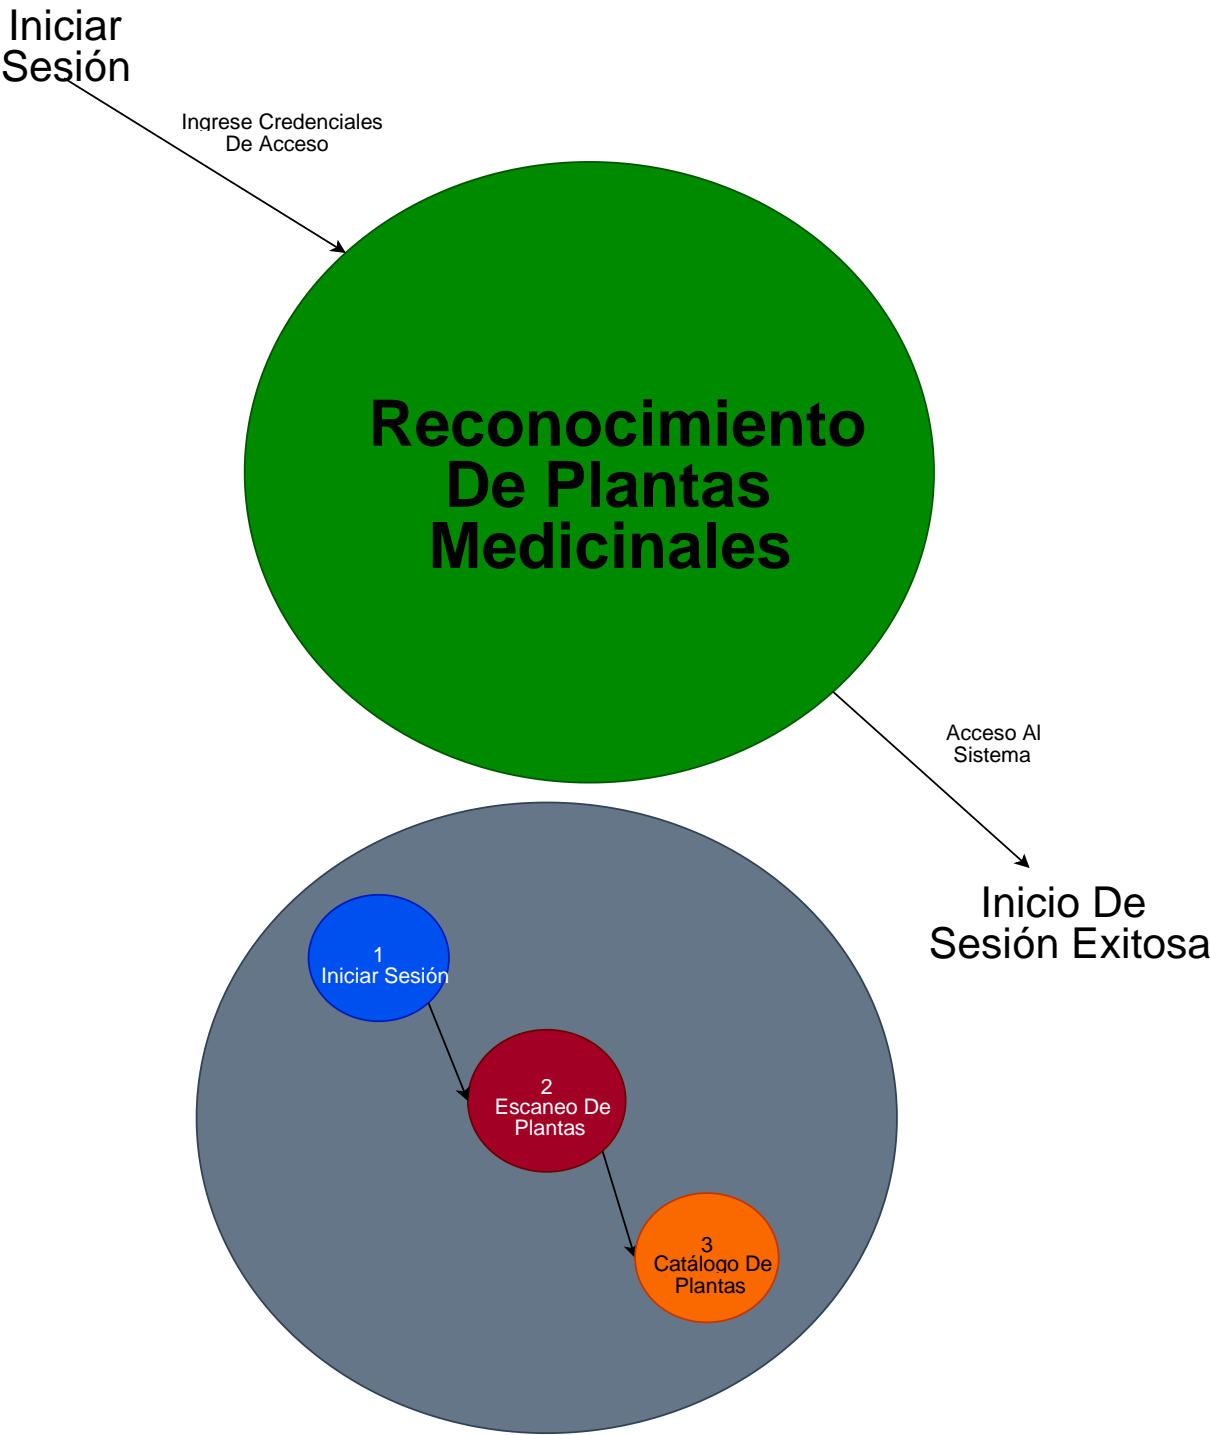 Iniciar
Sesión
Ingrese Credenciales
De Acceso
Reconocimiento
De Plantas
Medicinales
Acceso Al
Sistema
Inicio De
Sesión Exitosa
1
Iniciar Sesión
2
Escaneo De
Plantas
3
Catálogo De
Plantas